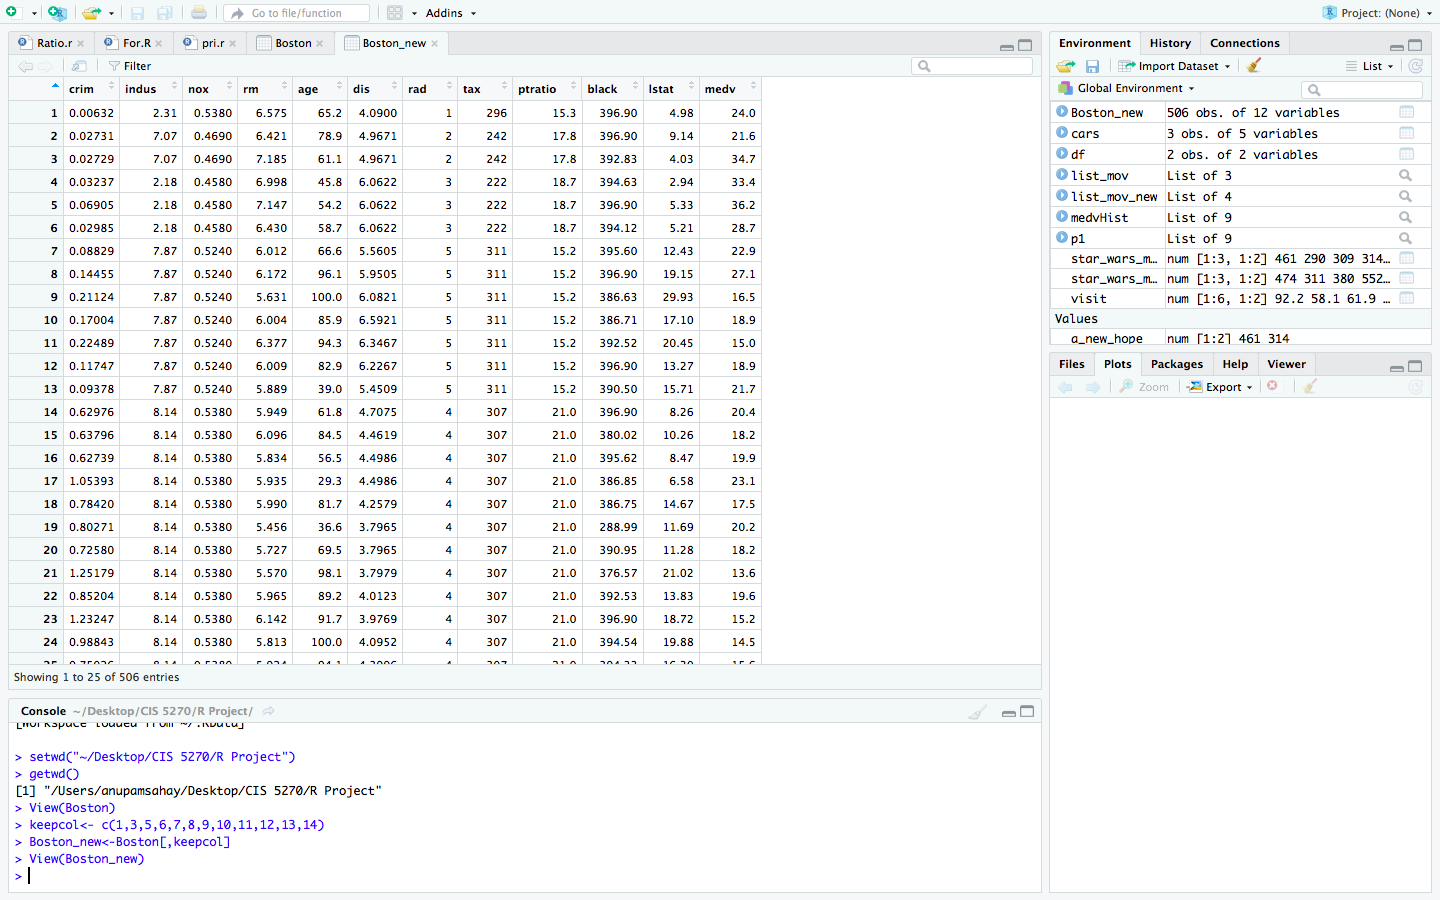 Go to file/function Addins Project: (None)
Ratio.r For.R pri.r Boston Boston_new
Filter
crim indus nox rm age dis rad tax ptratio black lstat medv
1 0.00632 2.31 0.5380 6.575 65.2 4.0900 1 296 15.3 396.90 4.98 24.0
2 0.02731 7.07 0.4690 6.421 78.9 4.9671 2 242 17.8 396.90 9.14 21.6
3 0.02729 7.07 0.4690 7.185 61.1 4.9671 2 242 17.8 392.83 4.03 34.7
4 0.03237 2.18 0.4580 6.998 45.8 6.0622 3 222 18.7 394.63 2.94 33.4
5 0.06905 2.18 0.4580 7.147 54.2 6.0622 3 222 18.7 396.90 5.33 36.2
6 0.02985 2.18 0.4580 6.430 58.7 6.0622 3 222 18.7 394.12 5.21 28.7
7 0.08829 7.87 0.5240 6.012 66.6 5.5605 5 311 15.2 395.60 12.43 22.9
8 0.14455 7.87 0.5240 6.172 96.1 5.9505 5 311 15.2 396.90 19.15 27.1
9 0.21124 7.87 0.5240 5.631 100.0 6.0821 5 311 15.2 386.63 29.93 16.5
10 0.17004 7.87 0.5240 6.004 85.9 6.5921 5 311 15.2 386.71 17.10 18.9
11 0.22489 7.87 0.5240 6.377 94.3 6.3467 5 311 15.2 392.52 20.45 15.0
12 0.11747 7.87 0.5240 6.009 82.9 6.2267 5 311 15.2 396.90 13.27 18.9
13 0.09378 7.87 0.5240 5.889 39.0 5.4509 5 311 15.2 390.50 15.71 21.7
14 0.62976 8.14 0.5380 5.949 61.8 4.7075 4 307 21.0 396.90 8.26 20.4
15 0.63796 8.14 0.5380 6.096 84.5 4.4619 4 307 21.0 380.02 10.26 18.2
16 0.62739 8.14 0.5380 5.834 56.5 4.4986 4 307 21.0 395.62 8.47 19.9
17 1.05393 8.14 0.5380 5.935 29.3 4.4986 4 307 21.0 386.85 6.58 23.1
18 0.78420 8.14 0.5380 5.990 81.7 4.2579 4 307 21.0 386.75 14.67 17.5
19 0.80271 8.14 0.5380 5.456 36.6 3.7965 4 307 21.0 288.99 11.69 20.2
20 0.72580 8.14 0.5380 5.727 69.5 3.7965 4 307 21.0 390.95 11.28 18.2
21 1.25179 8.14 0.5380 5.570 98.1 3.7979 4 307 21.0 376.57 21.02 13.6
22 0.85204 8.14 0.5380 5.965 89.2 4.0123 4 307 21.0 392.53 13.83 19.6
23 1.23247 8.14 0.5380 6.142 91.7 3.9769 4 307 21.0 396.90 18.72 15.2
24 0.98843 8.14 0.5380 5.813 100.0 4.0952 4 307 21.0 394.54 19.88 14.5
Showing 1 to 25 of 506 entries
Console ~/Desktop/CIS 5270/R Project/
[Workspace loaded from ~/.RData]
> setwd("~/Desktop/CIS 5270/R Project")
> getwd()
[1] "/Users/anupamsahay/Desktop/CIS 5270/R Project"
> View(Boston)
> keepcol<- c(1,3,5,6,7,8,9,10,11,12,13,14)
> Boston_new<-Boston[,keepcol]
> View(Boston_new)
>
Environment History Connections
Import Dataset List
Global Environment
Boston_new 506 obs. of 12 variables
cars 3 obs. of 5 variables
df 2 obs. of 2 variables
list_mov List of 3
list_mov_new List of 4
medvHist List of 9
p1 List of 9
star_wars_m… num [1:3, 1:2] 461 290 309 314…
star_wars_m… num [1:3, 1:2] 474 311 380 552…
visit num [1:6, 1:2] 92.2 58.1 61.9 …
Values
a_new_hope num [1:2] 461 314
Files Plots Packages Help Viewer
Zoom Export